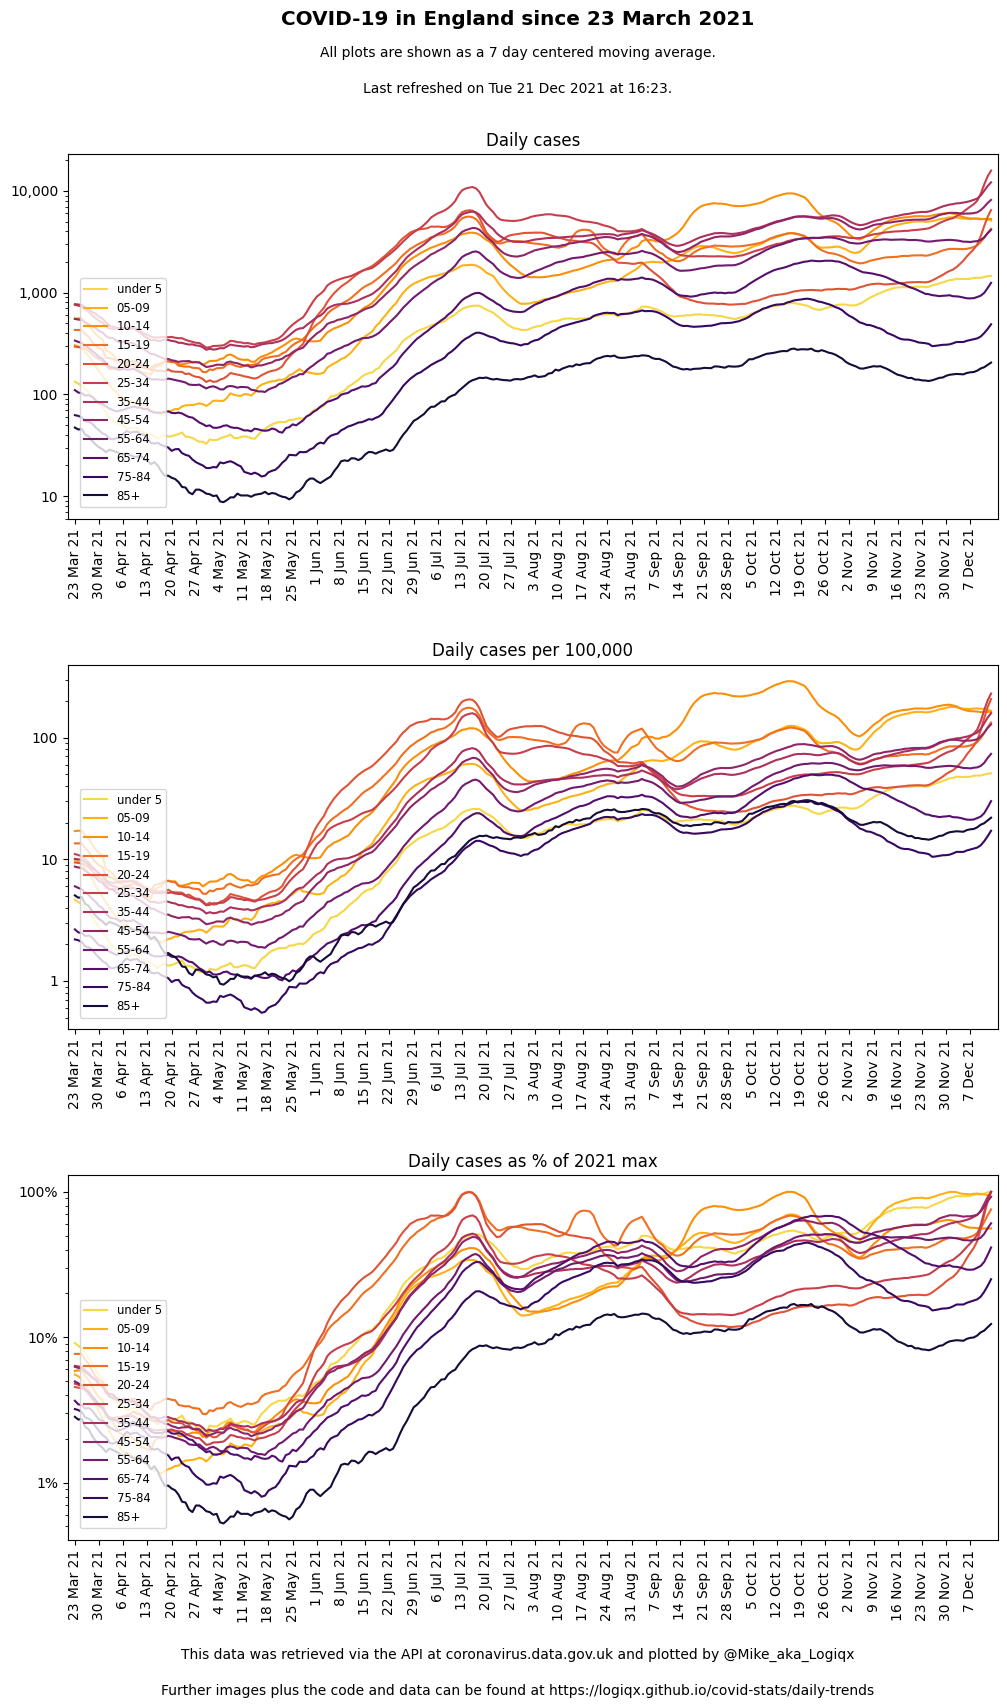 COVID-19 in England since 23 March 2021
All plots are shown as a 7 day centered moving average.
Last refreshed on Tue 21 Dec 2021 at 16:23.
Daily cases
10,000
1,000
100
10
under 5
05-09
10-14
15-19
20-24
25-34
35-44
45-54
55-64
65-74
75-84
85+
23 Mar 21
30 Mar 21
6 Apr 21
13 Apr 21
20 Apr 21
27 Apr 21
4 May 21
11 May 21
18 May 21
25 May 21
1 Jun 21
8 Jun 21
15 Jun 21
22 Jun 21
29 Jun 21
6 Jul 21
13 Jul 21
20 Jul 21
27 Jul 21
3 Aug 21
10 Aug 21
17 Aug 21
24 Aug 21
31 Aug 21
7 Sep 21
14 Sep 21
21 Sep 21
28 Sep 21
5 Oct 21
12 Oct 21
19 Oct 21
26 Oct 21
2 Nov 21
9 Nov 21
16 Nov 21
23 Nov 21
30 Nov 21
7 Dec 21
Daily cases per 100,000
100
10
1
under 5
05-09
10-14
15-19
20-24
25-34
35-44
45-54
55-64
65-74
75-84
85+
23 Mar 21
30 Mar 21
6 Apr 21
13 Apr 21
20 Apr 21
27 Apr 21
4 May 21
11 May 21
18 May 21
25 May 21
1 Jun 21
8 Jun 21
15 Jun 21
22 Jun 21
29 Jun 21
6 Jul 21
13 Jul 21
20 Jul 21
27 Jul 21
3 Aug 21
10 Aug 21
17 Aug 21
24 Aug 21
31 Aug 21
7 Sep 21
14 Sep 21
21 Sep 21
28 Sep 21
5 Oct 21
12 Oct 21
19 Oct 21
26 Oct 21
2 Nov 21
9 Nov 21
16 Nov 21
23 Nov 21
30 Nov 21
7 Dec 21
Daily cases as % of 2021 max
100%
10%
1%
under 5
05-09
10-14
15-19
20-24
25-34
35-44
45-54
55-64
65-74
75-84
85+
23 Mar 21
30 Mar 21
6 Apr 21
13 Apr 21
20 Apr 21
27 Apr 21
4 May 21
11 May 21
18 May 21
25 May 21
1 Jun 21
8 Jun 21
15 Jun 21
22 Jun 21
29 Jun 21
6 Jul 21
13 Jul 21
20 Jul 21
27 Jul 21
3 Aug 21
10 Aug 21
17 Aug 21
24 Aug 21
31 Aug 21
7 Sep 21
14 Sep 21
21 Sep 21
28 Sep 21
5 Oct 21
12 Oct 21
19 Oct 21
26 Oct 21
2 Nov 21
9 Nov 21
16 Nov 21
23 Nov 21
30 Nov 21
7 Dec 21
This data was retrieved via the API at coronavirus.data.gov.uk and plotted by @Mike_aka_Logiqx
Further images plus the code and data can be found at https://logiqx.github.io/covid-stats/daily-trends